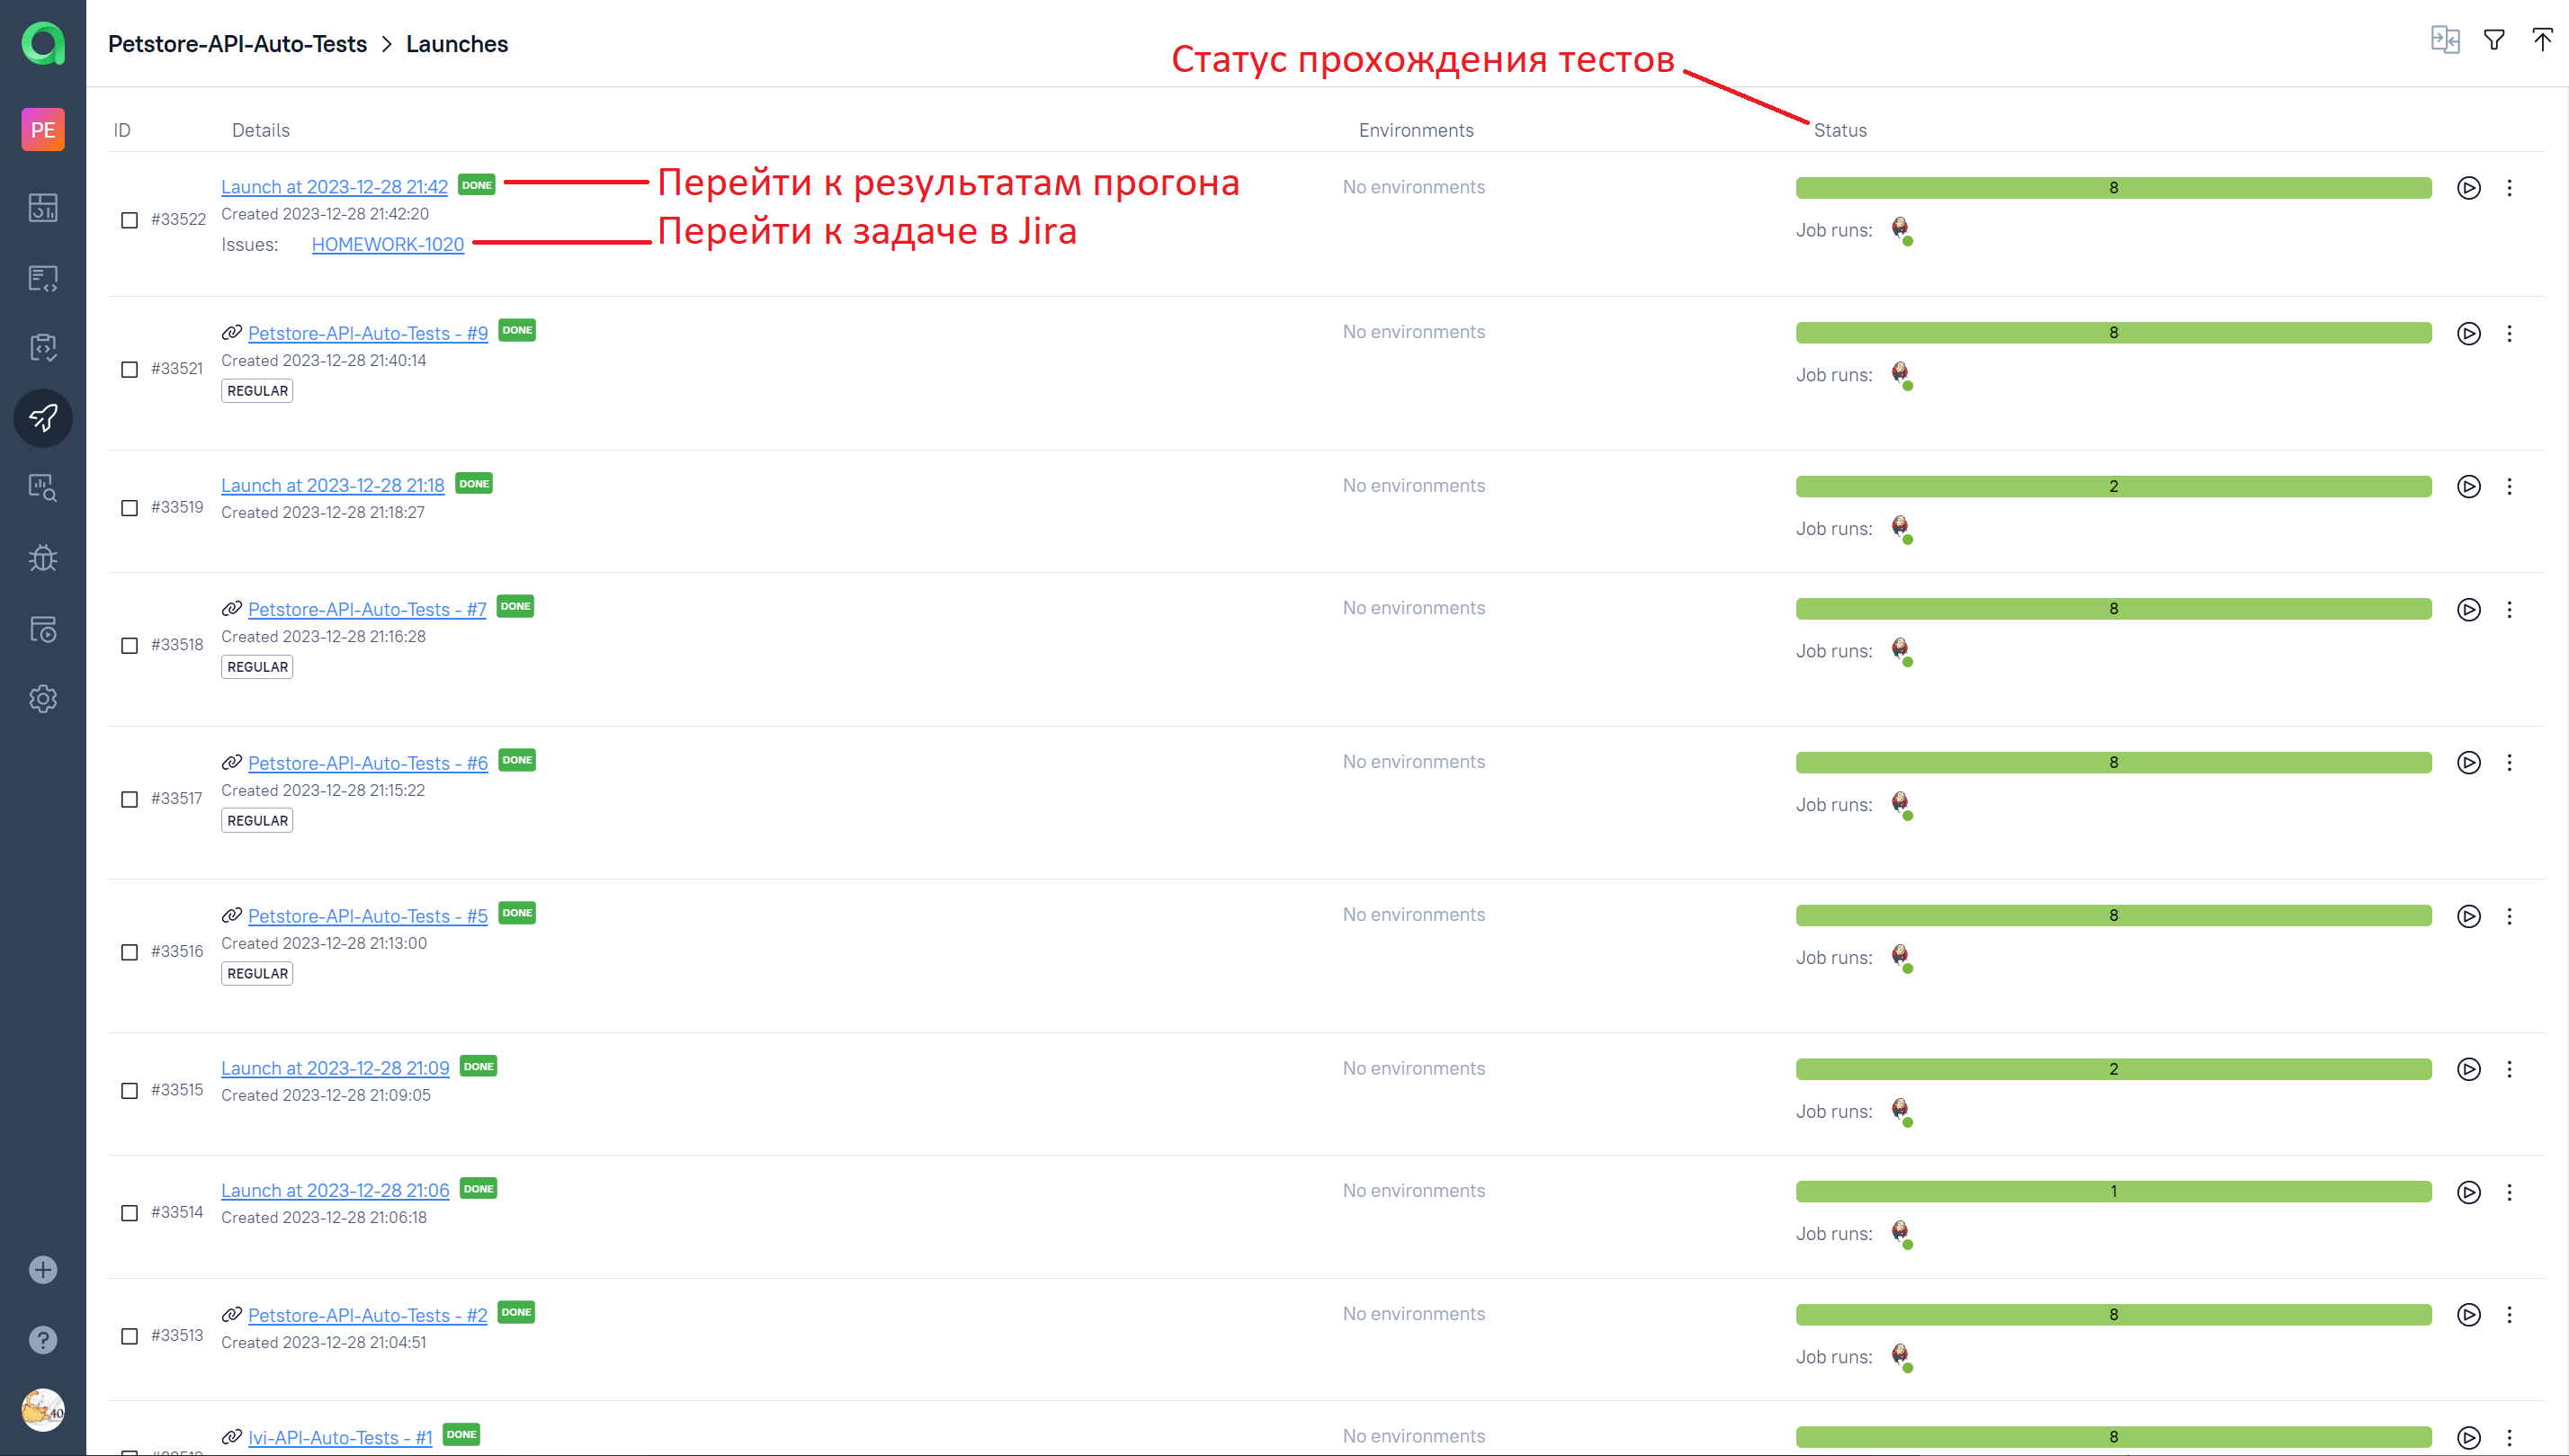 Petstore-API-Auto-Tests > Launches
Статус прохождения тестов
PE
ID Details Environments Status
Launch at 2023-12-28 21:42 DONE Перейти к результатам прогона No environments 8
#33522 Created 2023-12-28 21:42:20
Issues: HOMEWORK-1020 Перейти к задаче в Jira Job runs:
Petstore-API-Auto-Tests - #9 DONE No environments 8
#33521 Created 2023-12-28 21:40:14 Job runs:
REGULAR
Launch at 2023-12-28 21:18 DONE No environments 2
#33519 Created 2023-12-28 21:18:27 Job runs:
Petstore-API-Auto-Tests - #7 DONE No environments 8
#33518 Created 2023-12-28 21:16:28 Job runs:
REGULAR
Petstore-API-Auto-Tests - #6 DONE No environments 8
#33517 Created 2023-12-28 21:15:22 Job runs:
REGULAR
Petstore-API-Auto-Tests - #5 DONE No environments 8
#33516 Created 2023-12-28 21:13:00 Job runs:
REGULAR
Launch at 2023-12-28 21:09 DONE No environments 2
#33515 Created 2023-12-28 21:09:05 Job runs:
Launch at 2023-12-28 21:06 DONE No environments 1
#33514 Created 2023-12-28 21:06:18 Job runs:
Petstore-API-Auto-Tests - #2 DONE No environments 8
#33513 Created 2023-12-28 21:04:51 Job runs:
40
Ivi-API-Auto-Tests - #1 DONE No environments 8